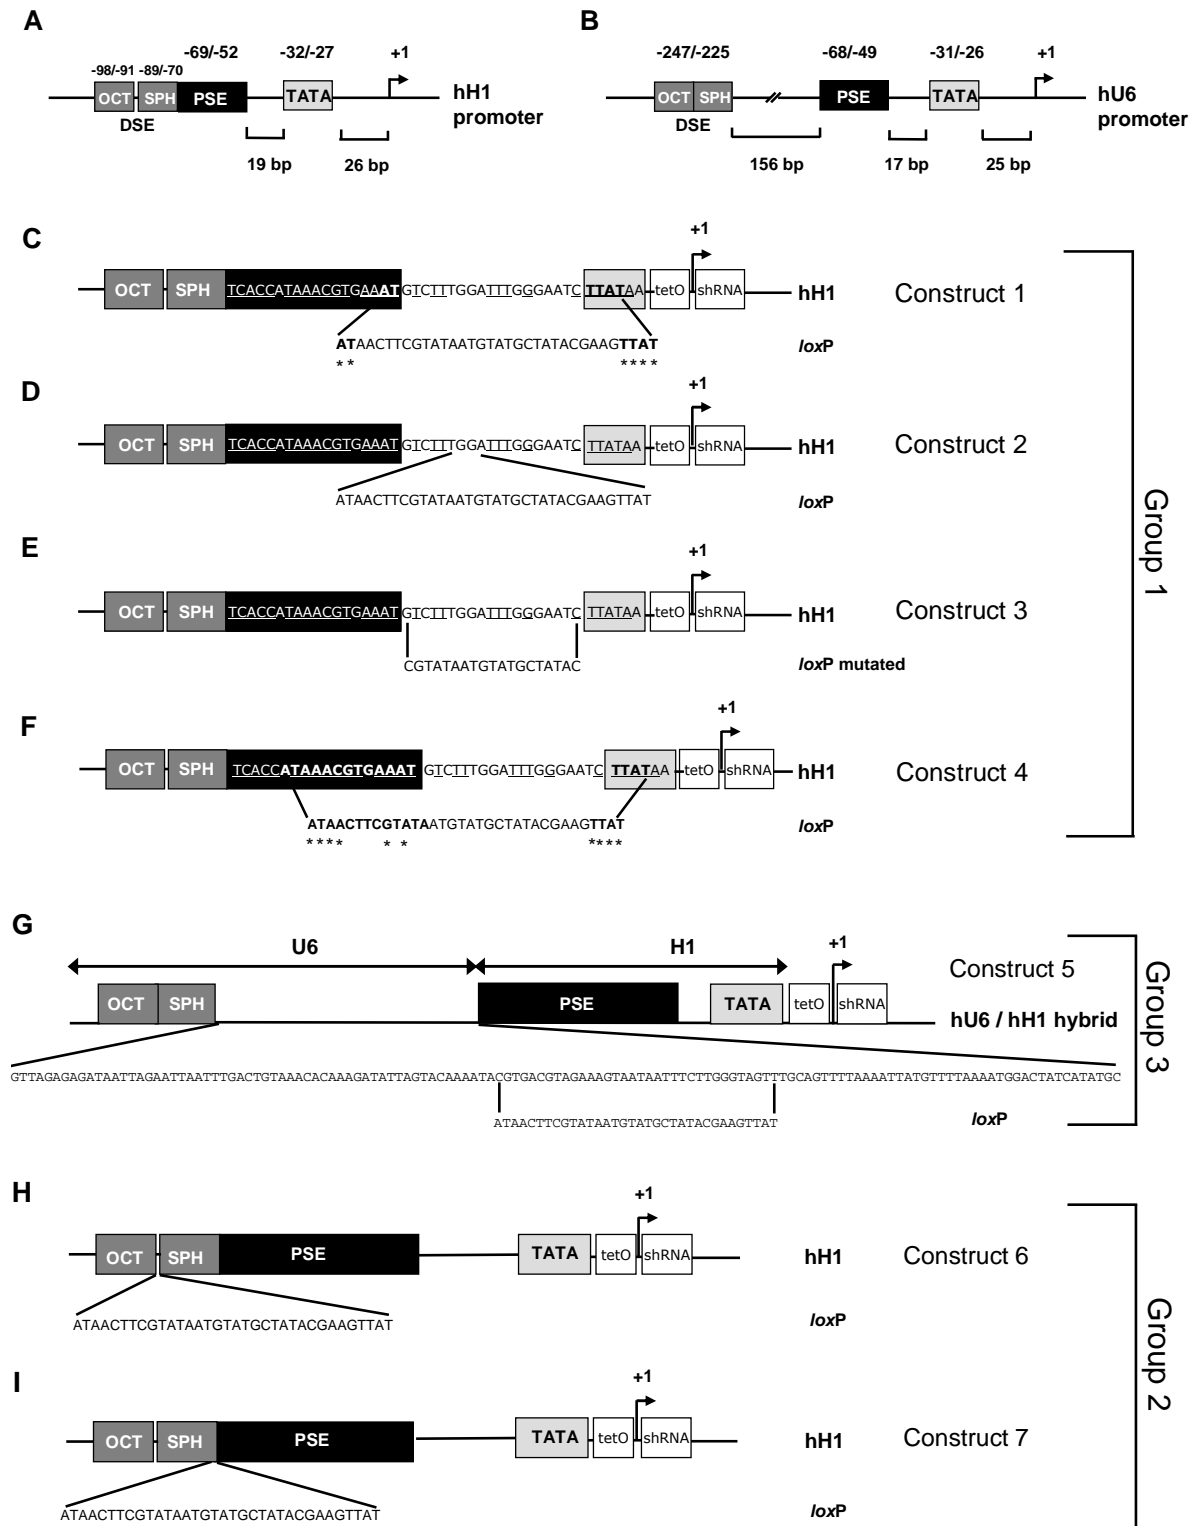 A
-98/-91 -89/-70 -69/-52 -32/-27 +1
OCT SPH PSE TATA
DSE
hH1 promoter
19 bp 26 bp
B
-247/-225 -68/-49 -31/-26 +1
OCT SPH PSE TATA
DSE
hU6 promoter
156 bp 17 bp 25 bp
C
+1
OCT SPH TCACCATAAACGTGAAATGTCTTTGGATTTGGGAATCTTATAA tetO shRNA hH1 Construct 1
ATAACTTCGTATAATGTATGCTATACGAAGTTAT loxP
** ****
D
+1
OCT SPH TCACCATAAACGTGAAATGTCTTTGGATTTGGGAATC TTATAA tetO shRNA hH1 Construct 2
ATAACTTCGTATAATGTATGCTATACGAAGTTAT loxP
E
+1
OCT SPH TCACCATAAACGTGAAATGTCTTTGGATTTGGGAATC TTATAA tetO shRNA hH1 Construct 3
CGTATAATGTATGCTATAC loxP mutated
F
+1
OCT SPH TCACCATAAACGTGAAAT GTCTTTGGATTTGGGAATC TTATAA tetO shRNA hH1 Construct 4
ATAACTTCGTATAATGTATGCTATACGAAGTTAT loxP
**** * * ****
Group 1
G
U6 H1 +1
Construct 5
OCT SPH PSE TATA tetO shRNA
hU6 / hH1 hybrid
GTTAGAGAGATAATTAGAATTAATTTGACTGTAAACACAAAGATATTAGTACAAAATACGTGACGTAGAAAGTAATAATTTCTTGGGTAGTTTGCAGTTTTAAAATTATGTTTTAAAATGGACTATCATATGC
ATAACTTCGTATAATGTATGCTATACGAAGTTAT loxP
Group 3
H
+1
OCT SPH PSE TATA tetO shRNA hH1 Construct 6
ATAACTTCGTATAATGTATGCTATACGAAGTTAT loxP
I
+1
OCT SPH PSE TATA tetO shRNA hH1 Construct 7
ATAACTTCGTATAATGTATGCTATACGAAGTTAT loxP
Group 2